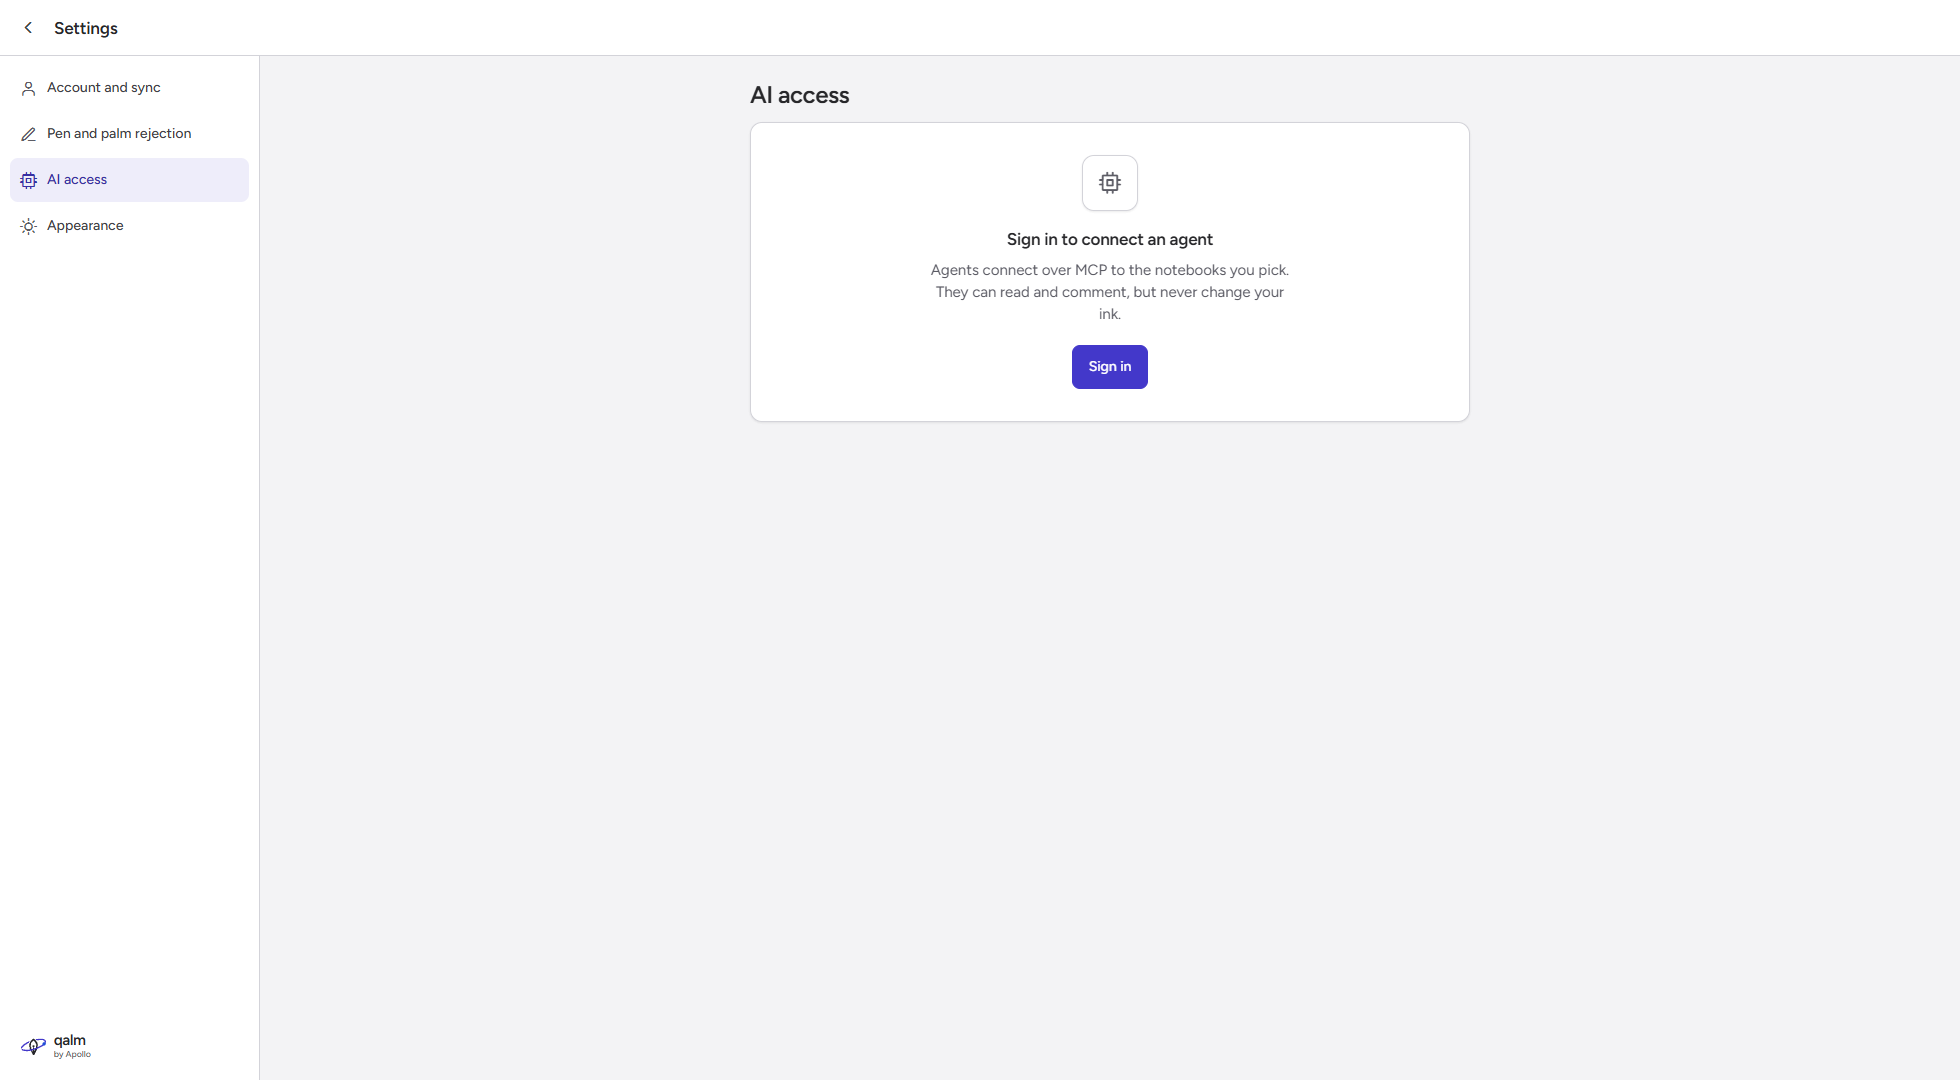 Settings
Account and sync
Pen and palm rejection
AI access
Appearance
AI access
Sign in to connect an agent
Agents connect over MCP to the notebooks you pick.
They can read and comment, but never change your
ink.
Sign in
qalm
by Apollo